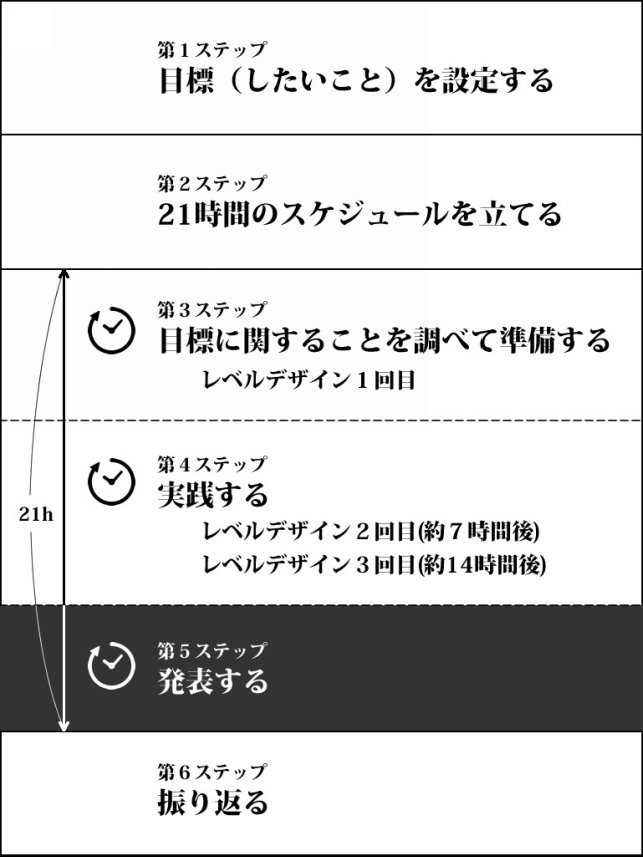 第1ステップ
目標（したいこと）を設定する
第2ステップ
21時間のスケジュールを立てる
第3ステップ
目標に関することを調べて準備する
レベルデザイン1回目
第4ステップ
実践する
レベルデザイン2回目(約7時間後)
レベルデザイン3回目(約14時間後)
21h
第5ステップ
発表する
第6ステップ
振り返る